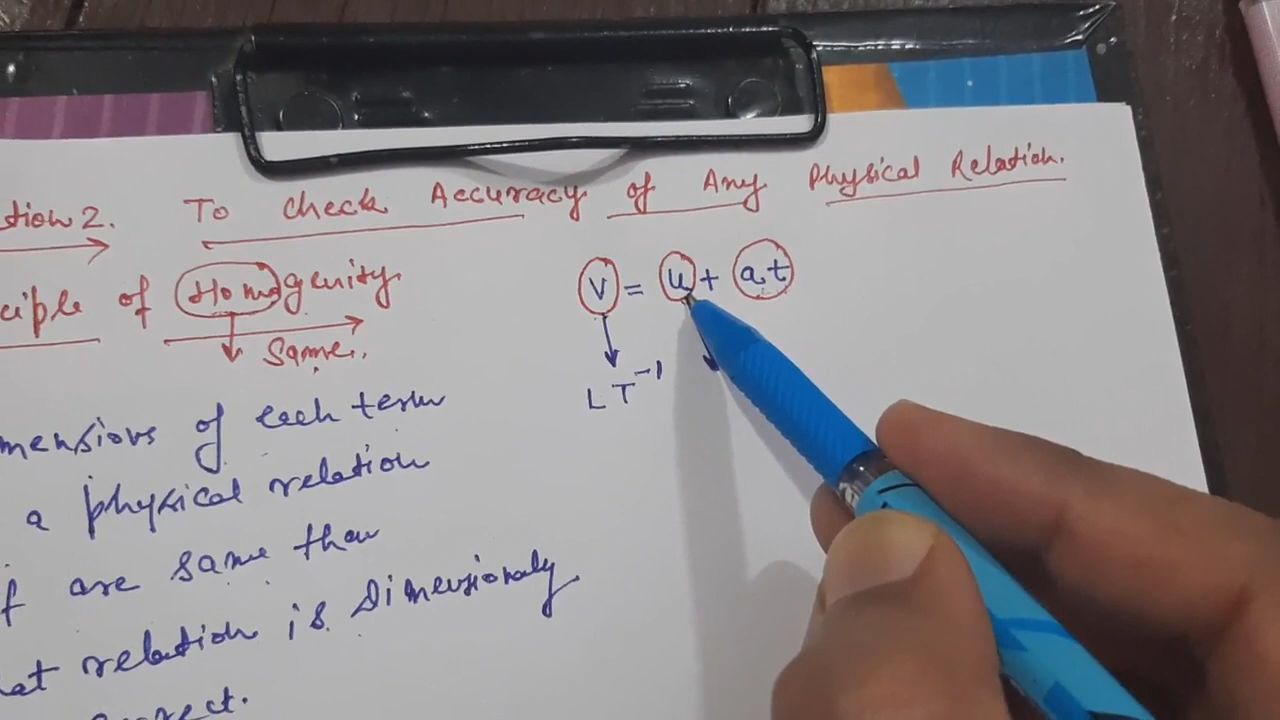 tion 2. To check Accuracy of Any Physical Relation.
ciple of Homogenity
Same.
V = u + at
LT⁻¹
mensions of each term
a physical relation
f are same then
at relation is Dimensionaly
orrect.